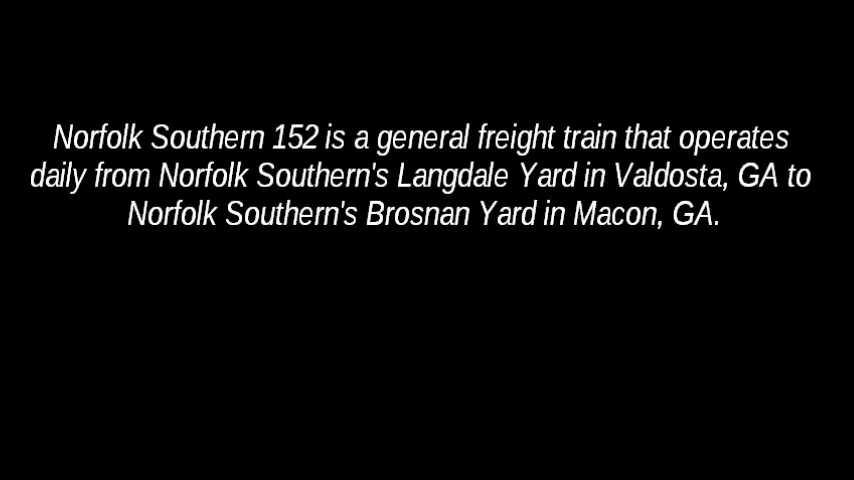 Norfolk Southern 152 is a general freight train that operates
daily from Norfolk Southern's Langdale Yard in Valdosta, GA to
Norfolk Southern's Brosnan Yard in Macon, GA.